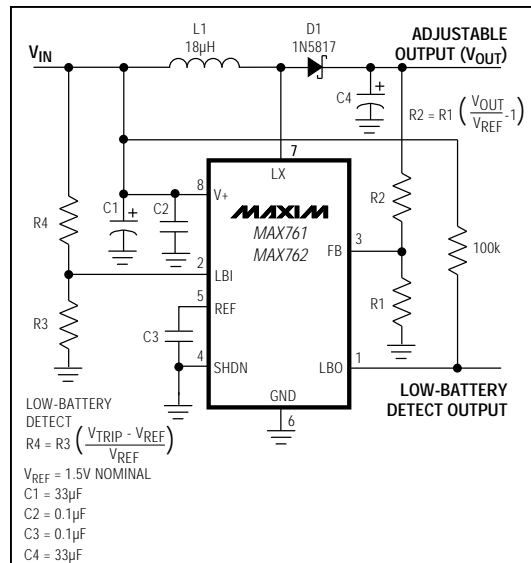 L1
18µH
D1
1N5817
VIN
ADJUSTABLE
OUTPUT (VOUT)
C4
+
R2 = R1 ( VOUT / VREF -1 )
7
LX
8
V+
C1
+
C2
MAXIM
MAX761
MAX762
R4
R2
3
FB
100k
2
LBI
5
REF
R1
R3
C3
4
SHDN
1
LBO
GND
6
LOW-BATTERY
DETECT OUTPUT
LOW-BATTERY
DETECT
R4 = R3 ( VTRIP - VREF / VREF )
VREF = 1.5V NOMINAL
C1 = 33µF
C2 = 0.1µF
C3 = 0.1µF
C4 = 33µF